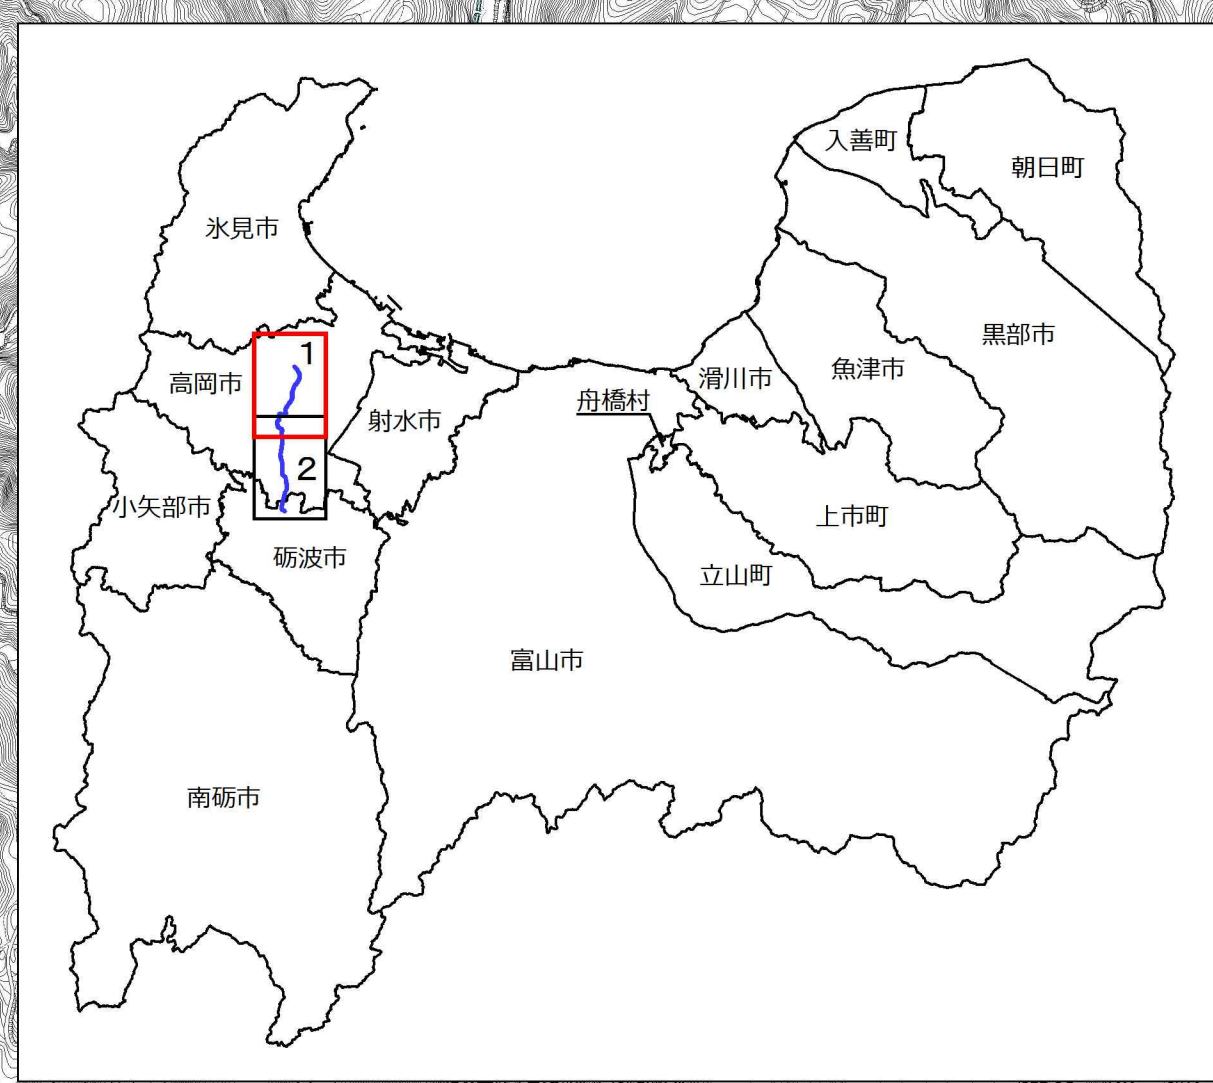 入善町
朝日町
氷見市
黒部市
1
高岡市
魚津市
滑川市
舟橋村
射水市
2
小矢部市
上市町
砺波市
立山町
富山市
南砺市